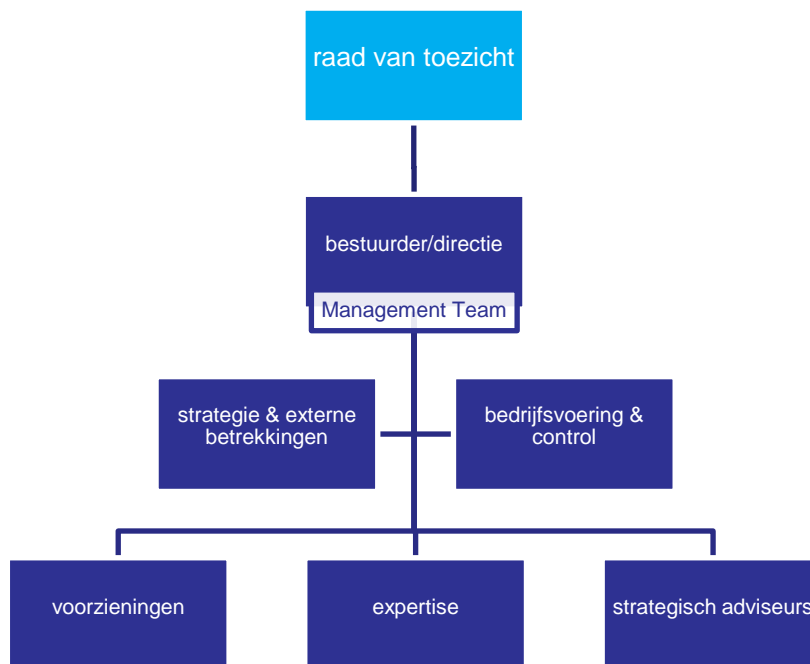 raad van toezicht
bestuurder/directie
Management Team
strategie & externe
betrekkingen
bedrijfsvoering &
control
voorzieningen
expertise
strategisch adviseurs